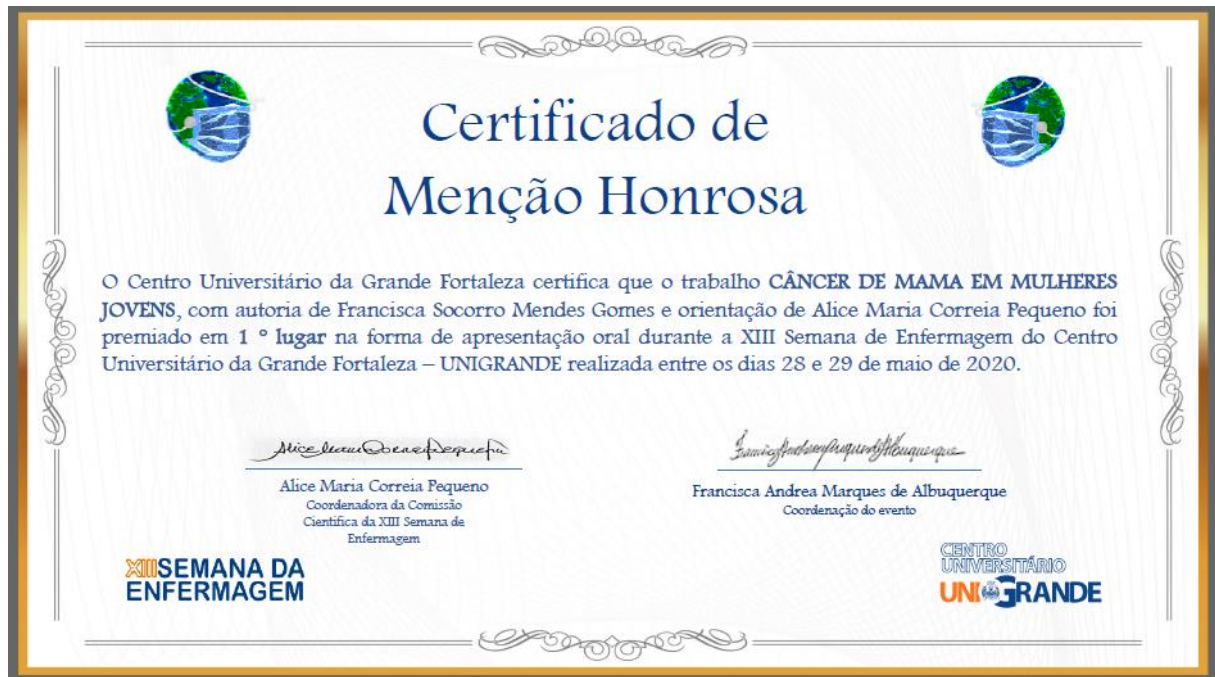 Certificado de
Menção Honrosa
O Centro Universitário da Grande Fortaleza certifica que o trabalho CÂNCER DE MAMA EM MULHERES
JOVENS, com autoria de Francisca Socorro Mendes Gomes e orientação de Alice Maria Correia Pequeno foi
premiado em 1 º lugar na forma de apresentação oral durante a XIII Semana de Enfermagem do Centro
Universitário da Grande Fortaleza – UNIGRANDE realizada entre os dias 28 e 29 de maio de 2020.
Alice Maria Correia Pequeno
Coordenadora da Comissão
Científica da XIII Semana de
Enfermagem
Francisca Andrea Marques de Albuquerque
Coordenação do evento
XIIISEMANA DA
ENFERMAGEM
CENTRO
UNIVERSITÁRIO
UNIGRANDE